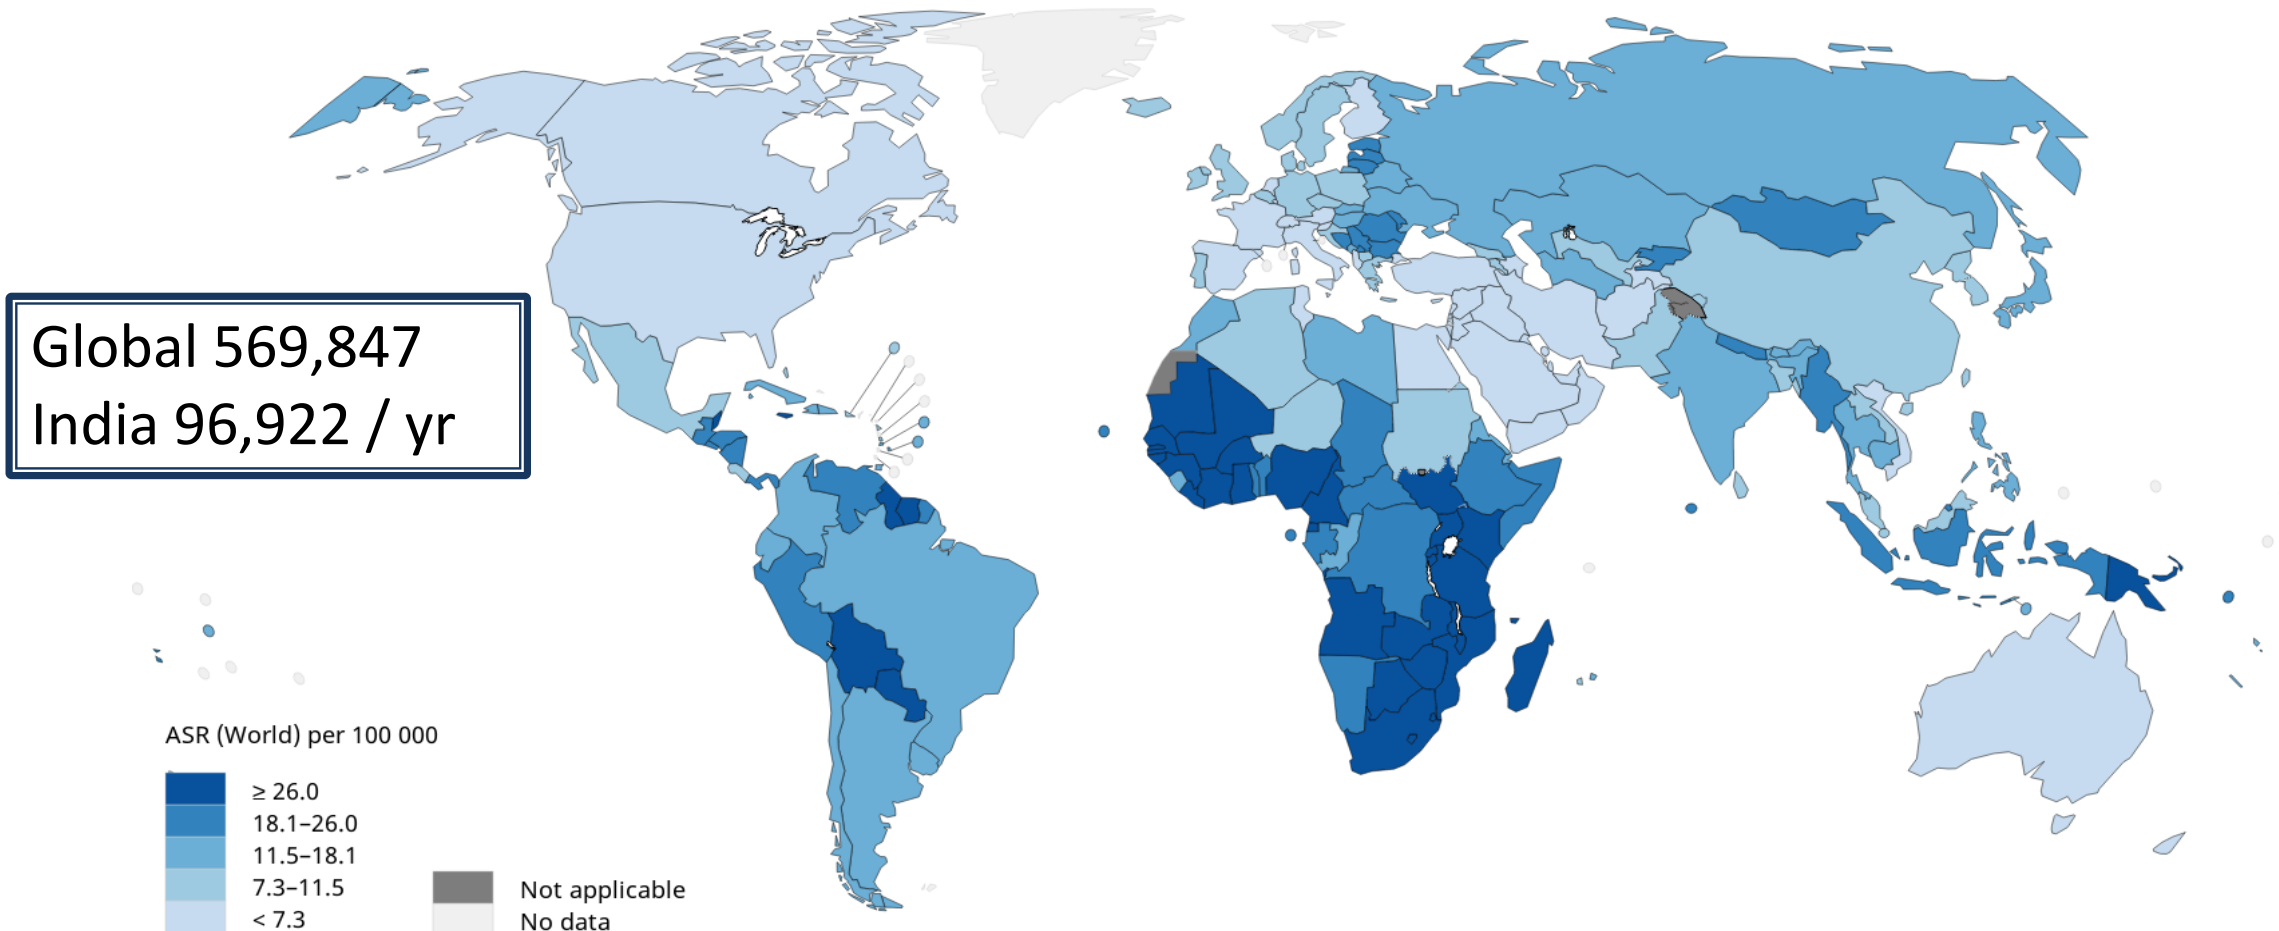 Global 569,847
India 96,922 / yr
ASR (World) per 100 000
≥ 26.0
18.1–26.0
11.5–18.1
7.3–11.5
< 7.3
Not applicable
No data